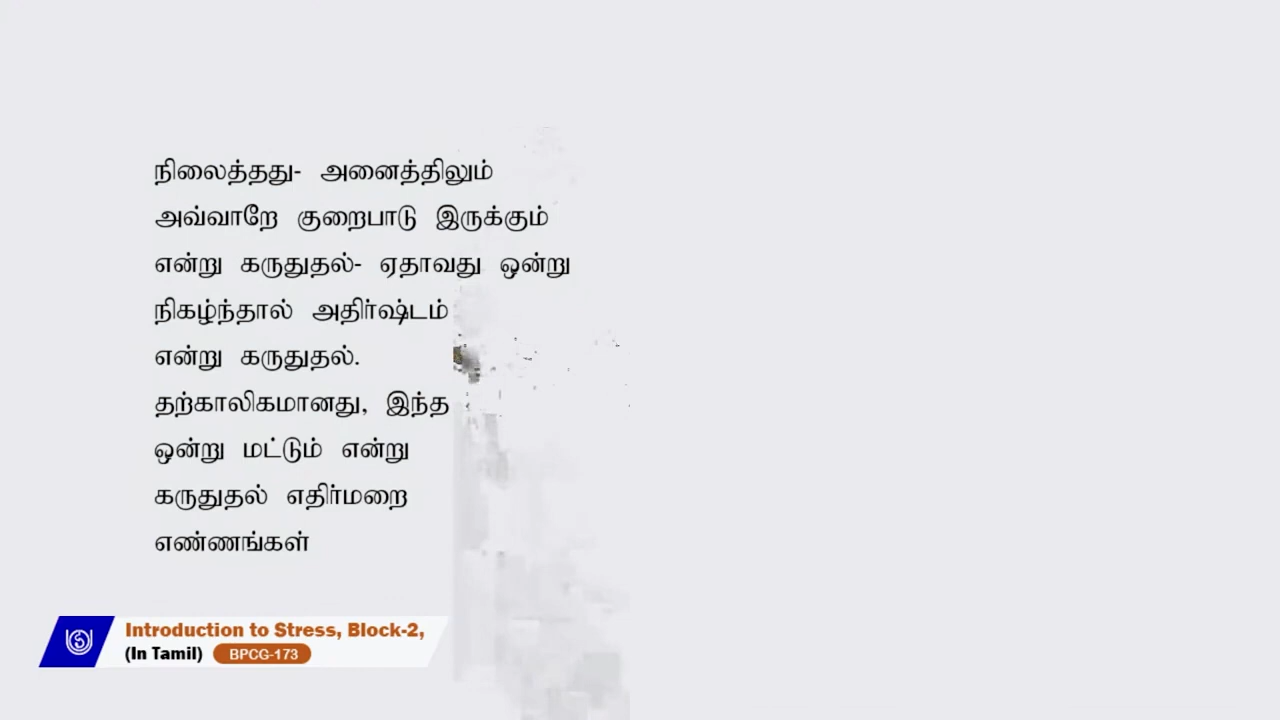 நிலைத்தது- அனைத்திலும்
அவ்வாறே குறைபாடு இருக்கும்
என்று கருதுதல்- ஏதாவது ஒன்று
நிகழ்ந்தால் அதிர்ஷ்டம்
என்று கருதுதல்.
தற்காலிகமானது, இந்த
ஒன்று மட்டும் என்று
கருதுதல் எதிர்மறை
எண்ணங்கள்
Introduction to Stress, Block-2,
(In Tamil) BPCG-173